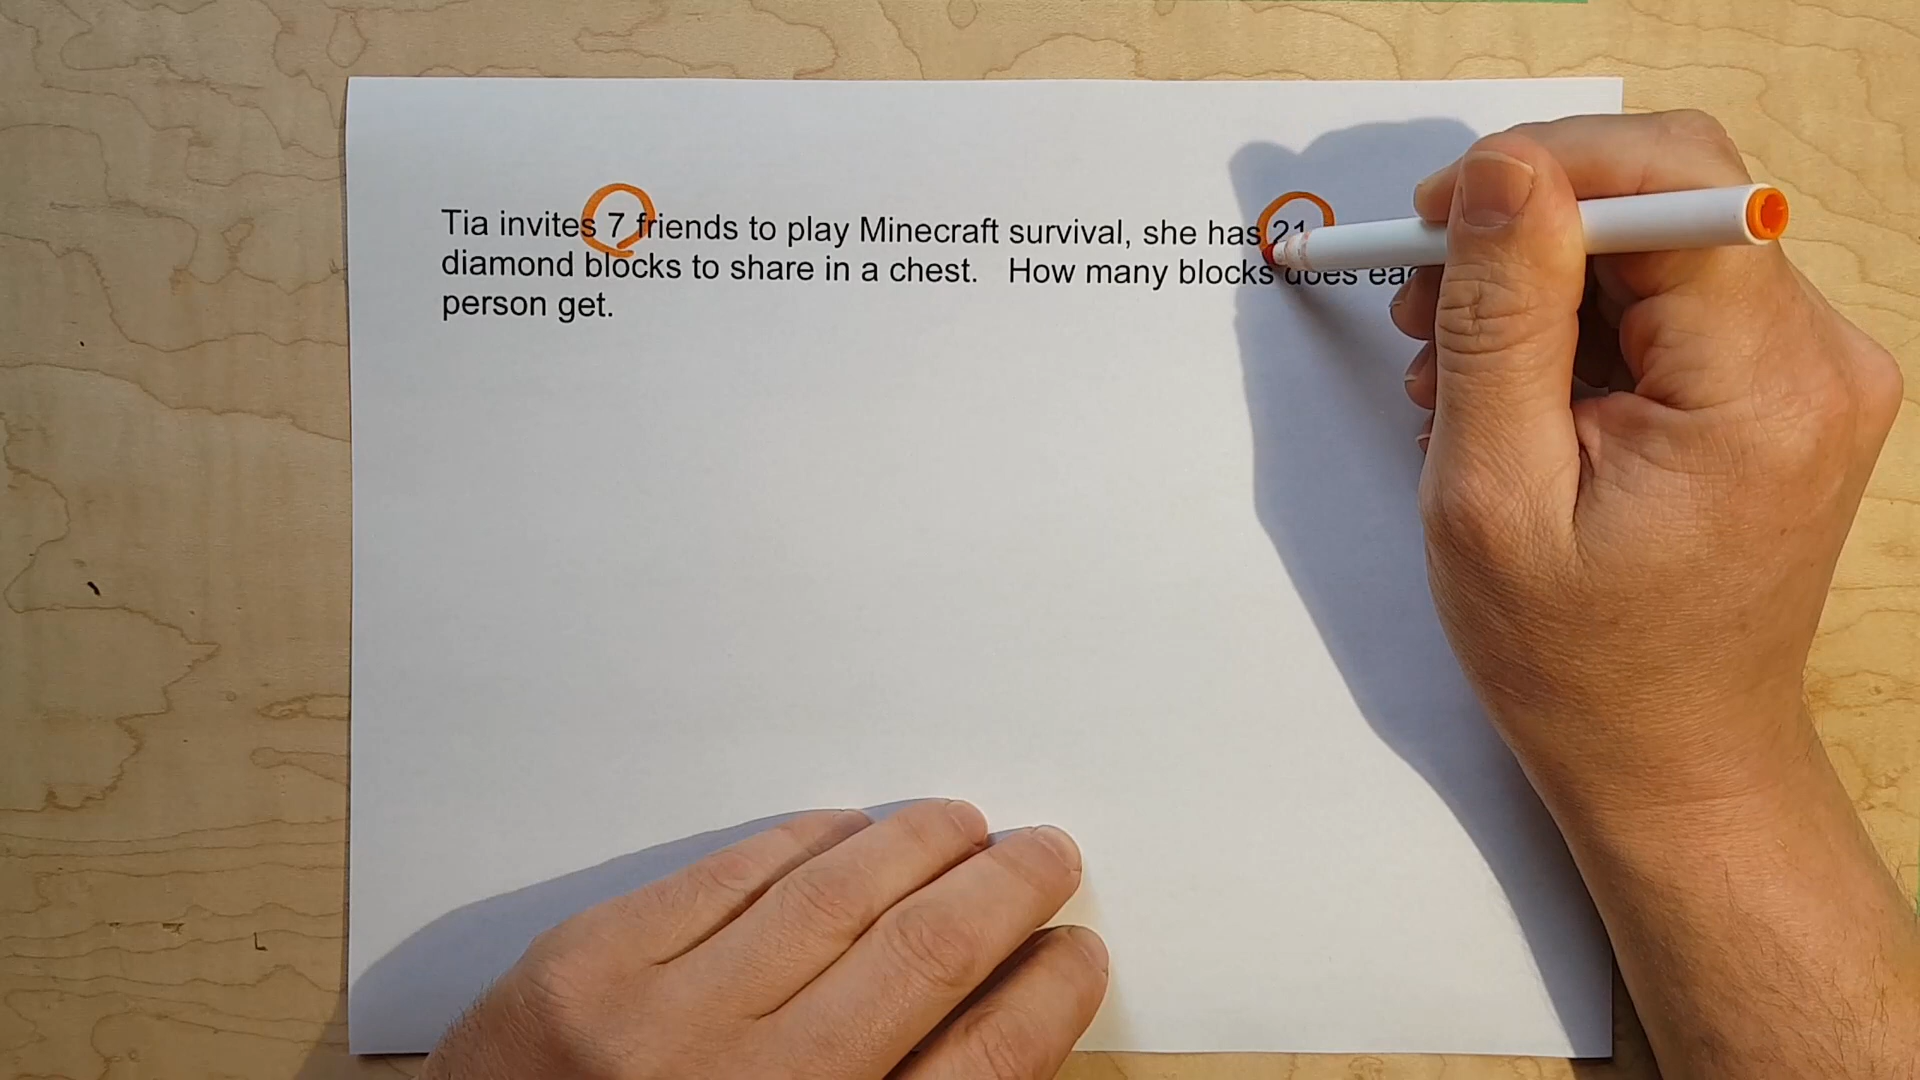 Tia invites 7 friends to play Minecraft survival, she has 21
diamond blocks to share in a chest. How many blocks does
person get.